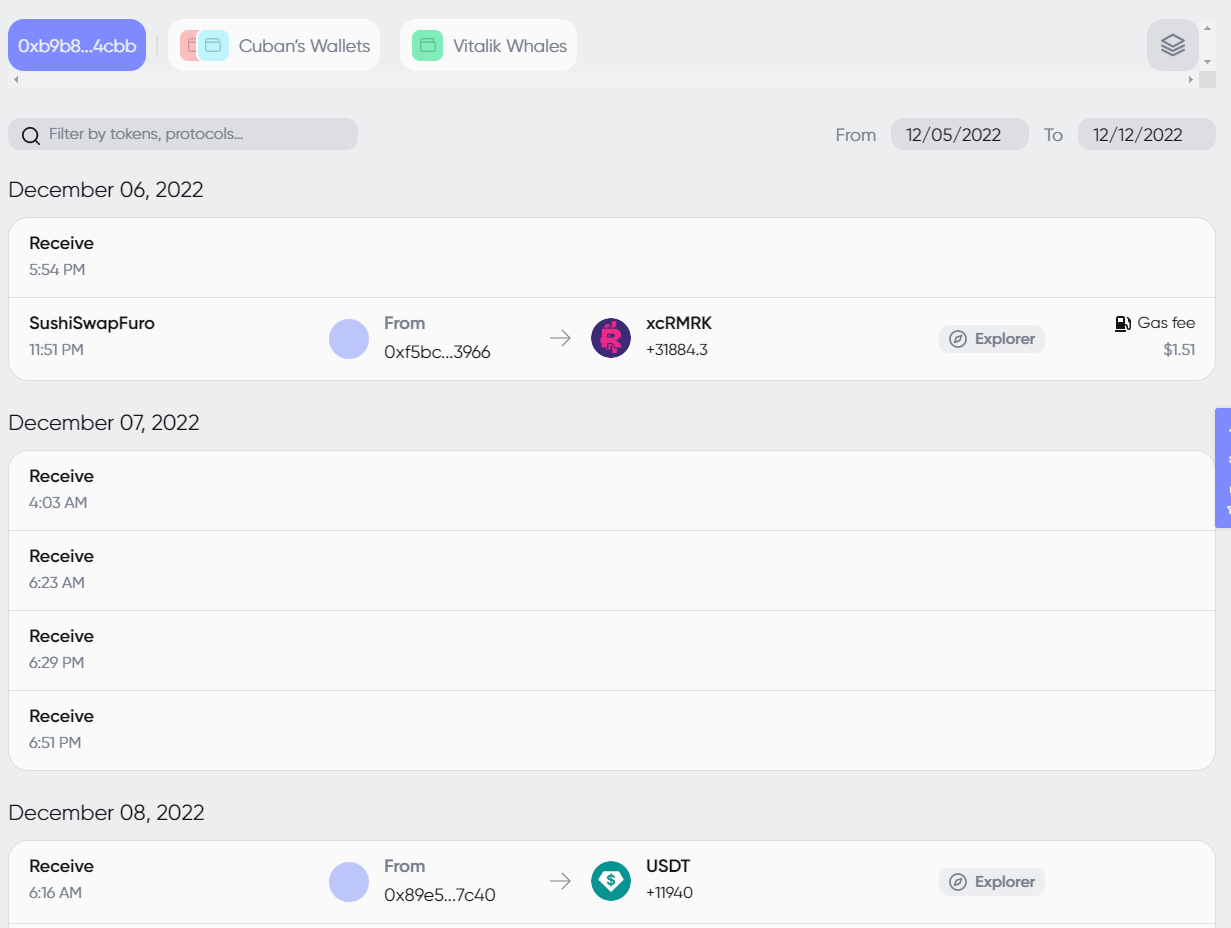 0xb9b8...4cbb
Cuban's Wallets
Vitalik Whales
Filter by tokens, protocols...
From 12/05/2022 To 12/12/2022
December 06, 2022
Receive
5:54 PM
SushiSwapFuro
11:51 PM
From
0xf5bc...3966
xcRMRK
+31884.3
Explorer
Gas fee
$1.51
December 07, 2022
Receive
4:03 AM
Receive
6:23 AM
Receive
6:29 PM
Receive
6:51 PM
December 08, 2022
Receive
6:16 AM
From
0x89e5...7c40
USDT
+11940
Explorer